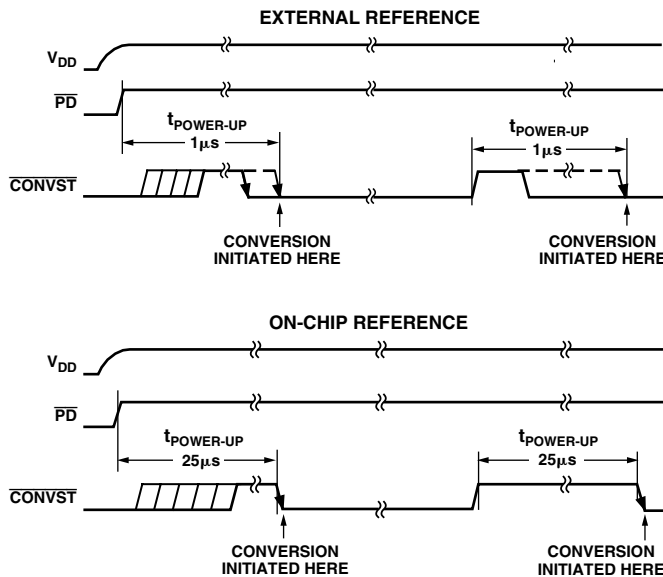 EXTERNAL REFERENCE
VDD
PD
tPOWER-UP
1µs
tPOWER-UP
1µs
CONVST
CONVERSION
INITIATED HERE
CONVERSION
INITIATED HERE
ON-CHIP REFERENCE
VDD
PD
tPOWER-UP
25µs
tPOWER-UP
25µs
CONVST
CONVERSION
INITIATED HERE
CONVERSION
INITIATED HERE